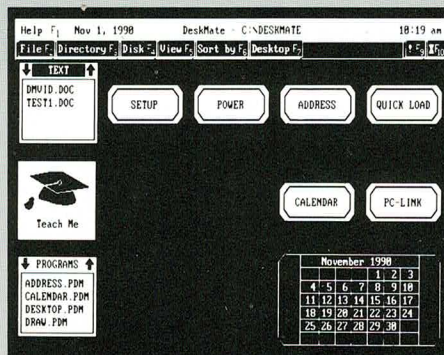 Help F1 Nov 1, 1990 DeskMate - C:\DESKMATE 10:19 am
File F2 Directory F3 Disk F4 View F5 Sort by F6 Desktop F7 ! F9 F10
TEXT
DMVID.DOC
TEST1.DOC
SETUP
POWER
ADDRESS
QUICK LOAD
Teach Me
CALENDAR
PC-LINK
PROGRAMS
ADDRESS.PDM
CALENDAR.PDM
DESKTOP.PDM
DRAW.PDM
November 1990
1 2 3
4 5 6 7 8 9 10
11 12 13 14 15 16 17
18 19 20 21 22 23 24
25 26 27 28 29 30